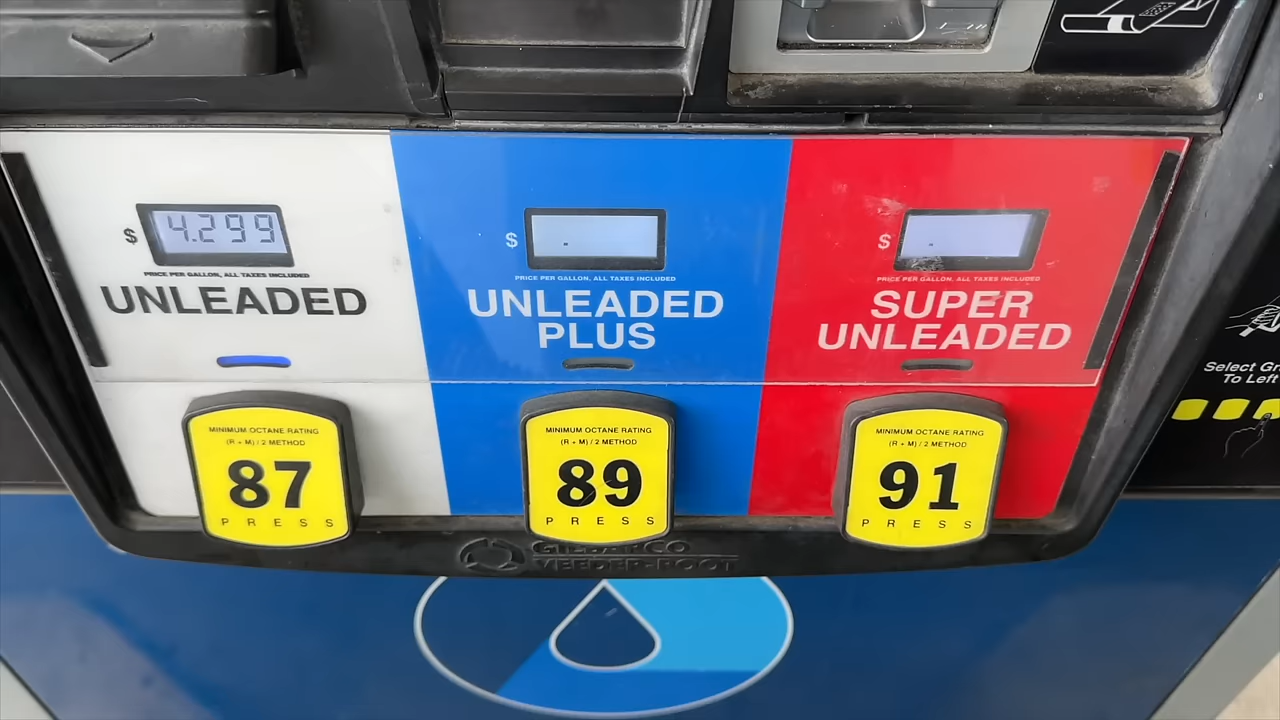 $ 4.299
PRICE PER GALLON, ALL TAXES INCLUDED
UNLEADED
$ .
PRICE PER GALLON, ALL TAXES INCLUDED
UNLEADED
PLUS
$ .
PRICE PER GALLON, ALL TAXES INCLUDED
SUPER
UNLEADED
MINIMUM OCTANE RATING
(R + M) / 2 METHOD
87
PRESS
MINIMUM OCTANE RATING
(R + M) / 2 METHOD
89
PRESS
MINIMUM OCTANE RATING
(R + M) / 2 METHOD
91
PRESS
GILBARCO
VEEDER-ROOT
Select
To Left